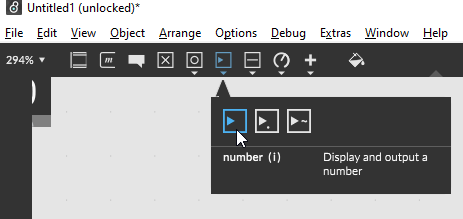 Untitled1 (unlocked)*
File Edit View Object Arrange Options Debug Extras Window Help
294% m
number (i) Display and output a
number